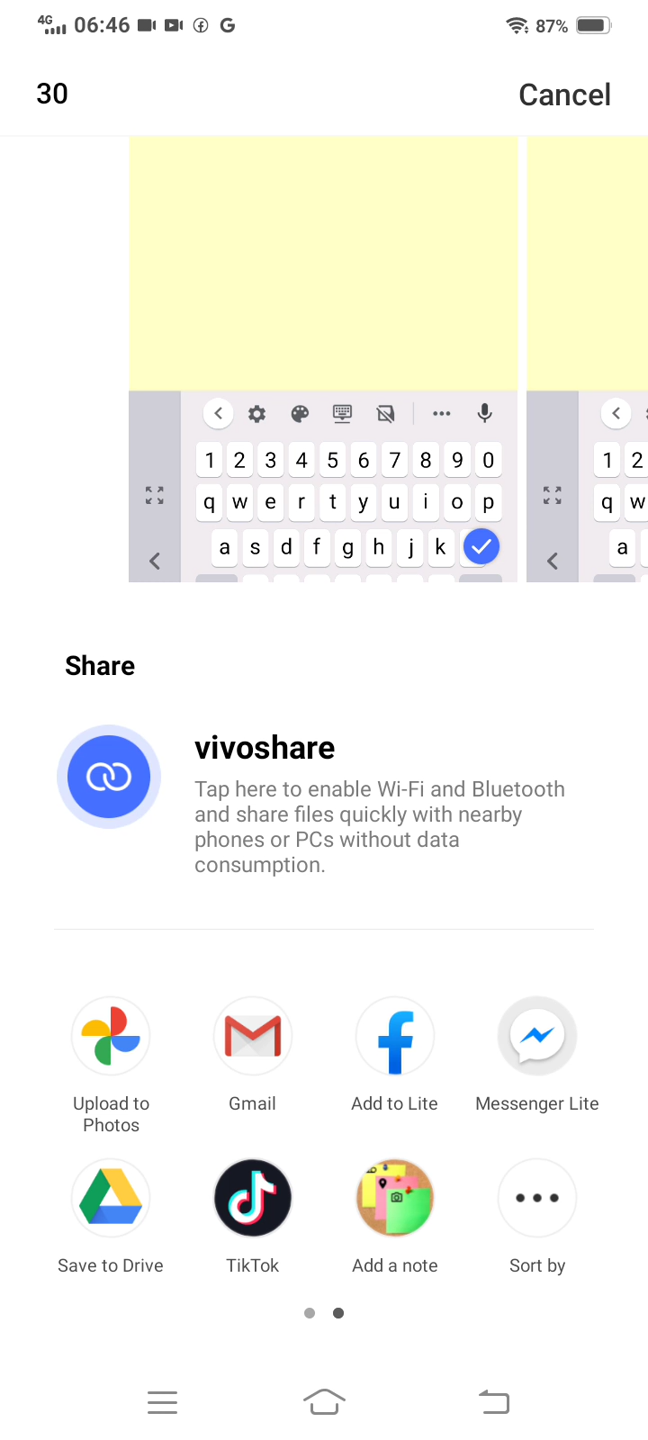 4G 06:46 87%
30 Cancel
1 2 3 4 5 6 7 8 9 0 1 2
q w e r t y u i o p q w
a s d f g h j k a
Share
vivoshare
Tap here to enable Wi-Fi and Bluetooth
and share files quickly with nearby
phones or PCs without data
consumption.
Upload to
Photos
Gmail
Add to Lite
Messenger Lite
Save to Drive
TikTok
Add a note
Sort by